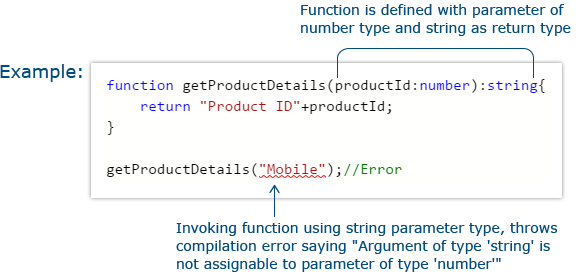 Function is defined with parameter of
number type and string as return type
Example:
function getProductDetails(productId:number):string{
return "Product ID"+productId;
}
getProductDetails("Mobile");//Error
Invoking function using string parameter type, throws
compilation error saying "Argument of type 'string' is
not assignable to parameter of type 'number'"